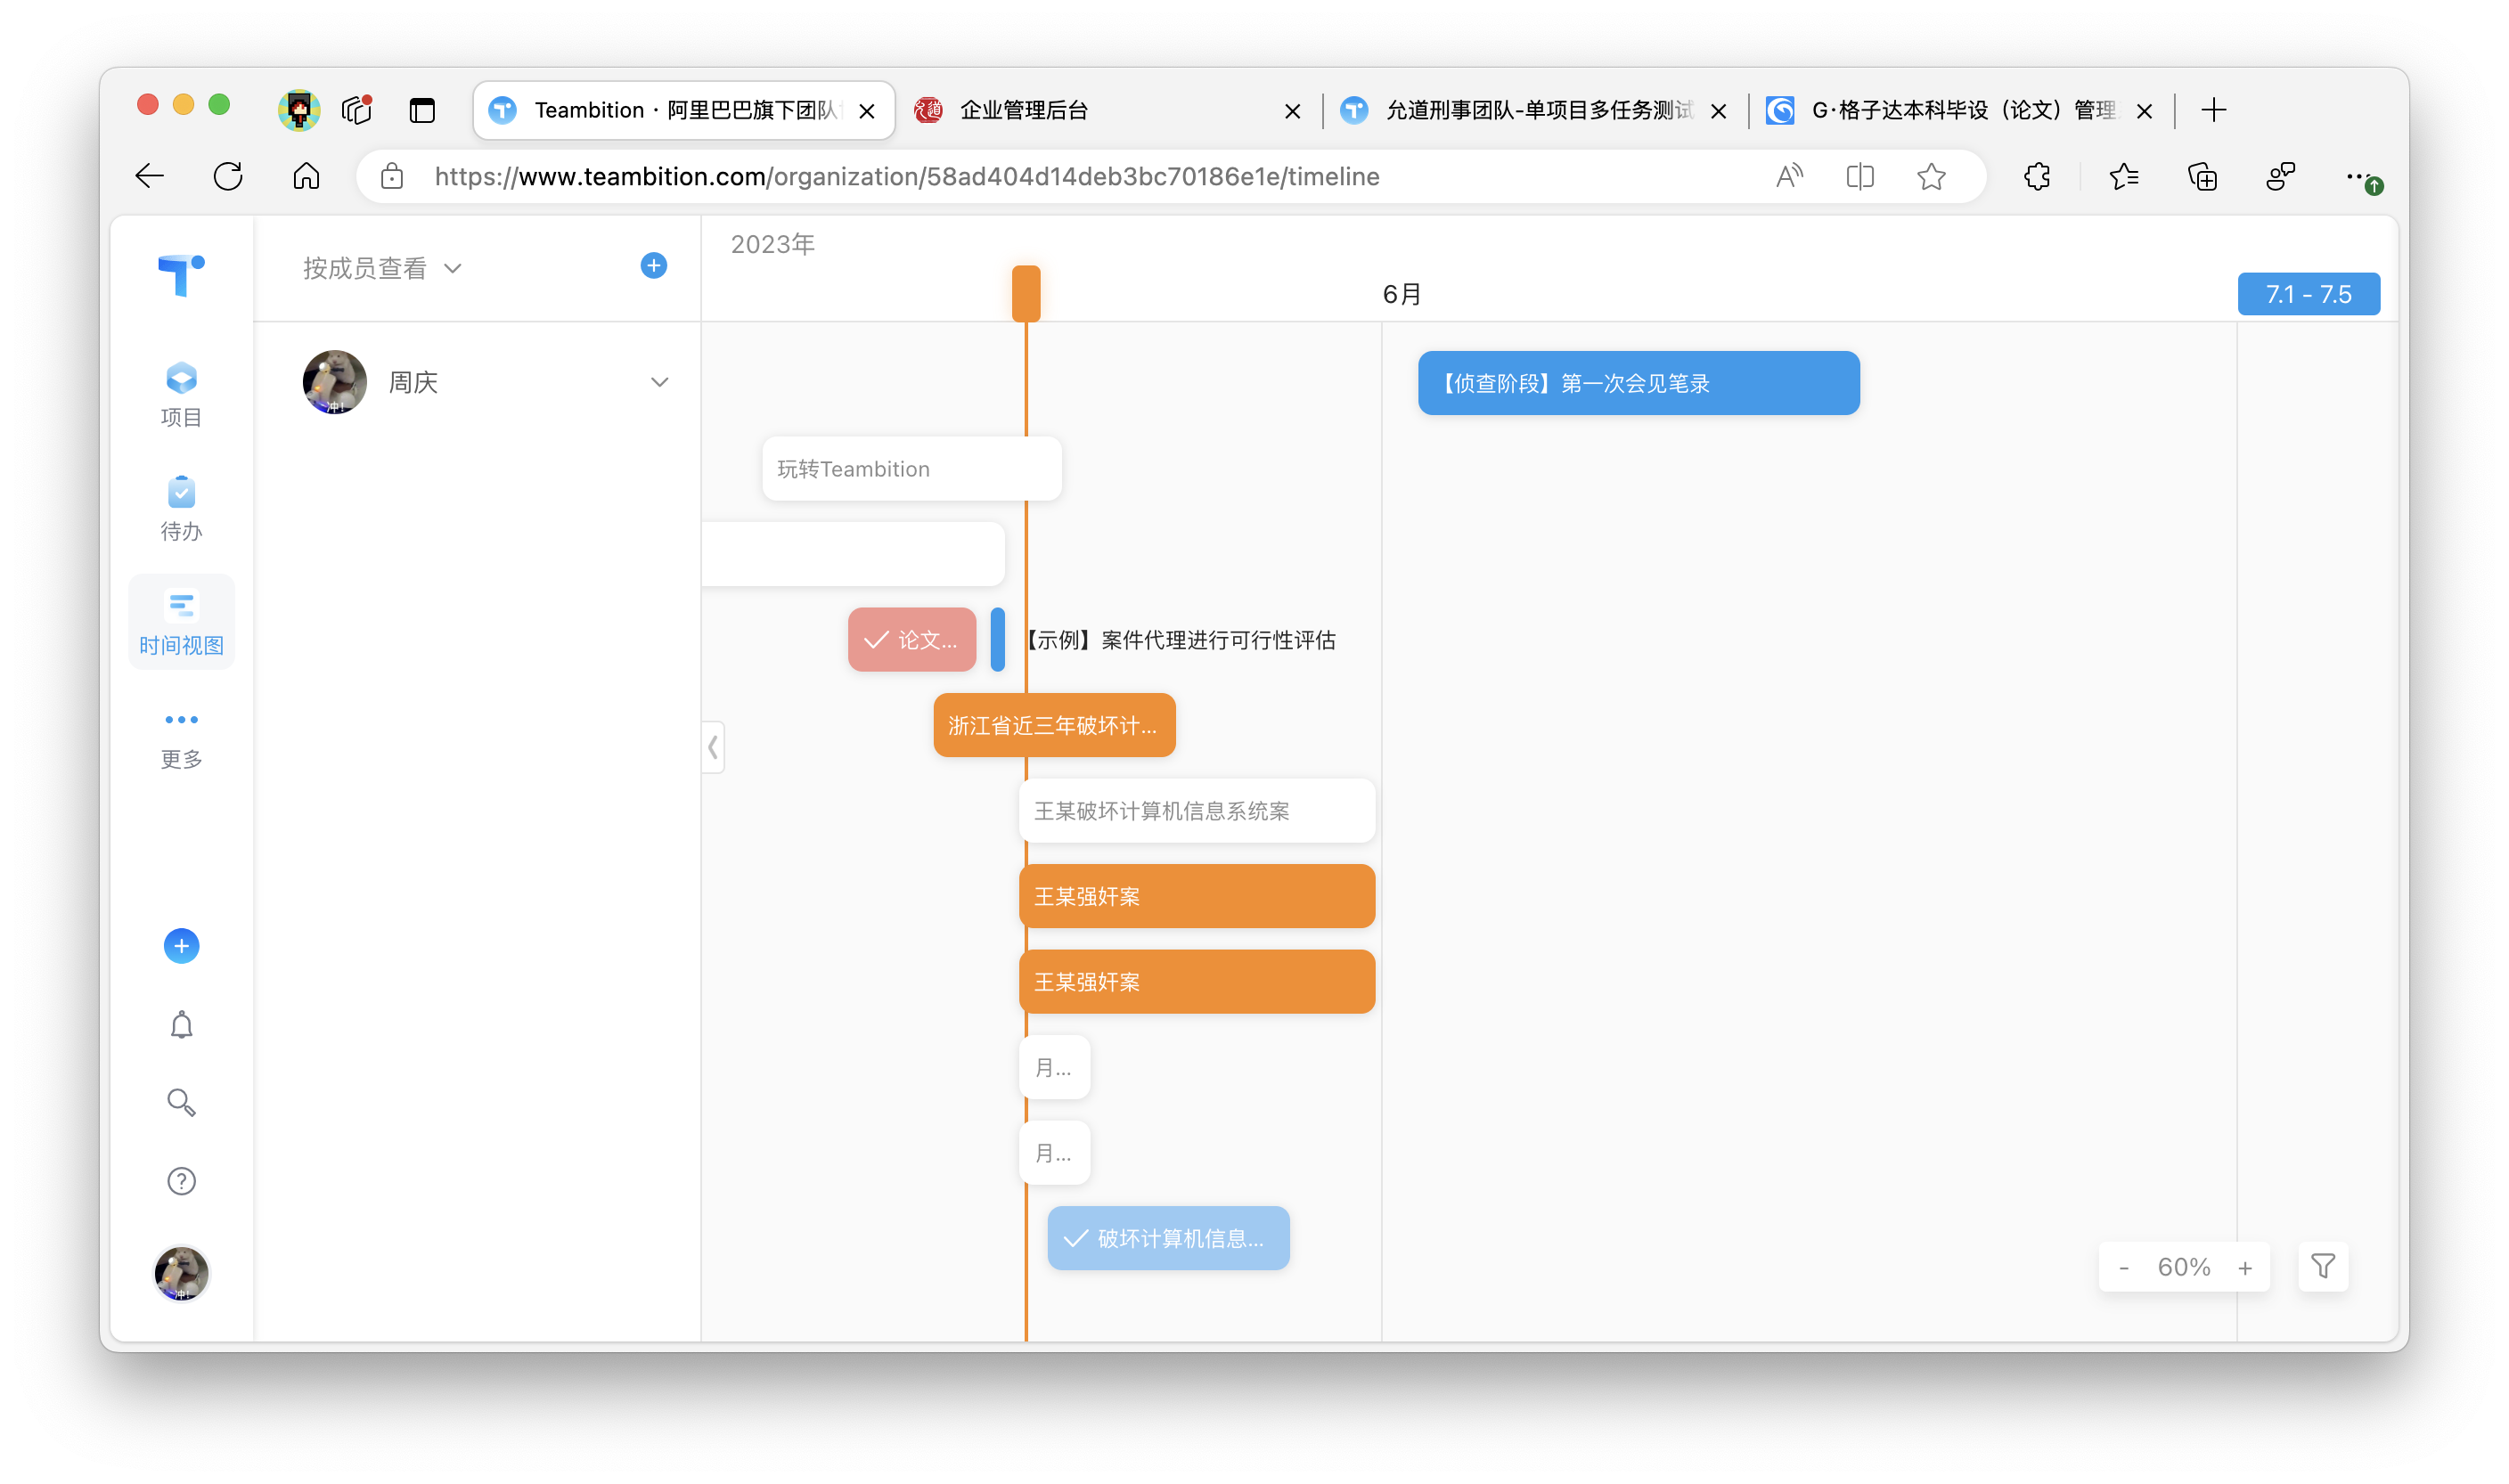 Teambition · 阿里巴巴旗下团队
企业管理后台
允道刑事团队-单项目多任务测试
G·格子达本科毕设（论文）管理
https://www.teambition.com/organization/58ad404d14deb3bc70186e1e/timeline
按成员查看
2023年
6月
7.1 - 7.5
项目
待办
时间视图
更多
周庆
【侦查阶段】第一次会见笔录
玩转Teambition
论文...
【示例】案件代理进行可行性评估
浙江省近三年破坏计...
王某破坏计算机信息系统案
王某强奸案
王某强奸案
月...
月...
破坏计算机信息...
- 60% +